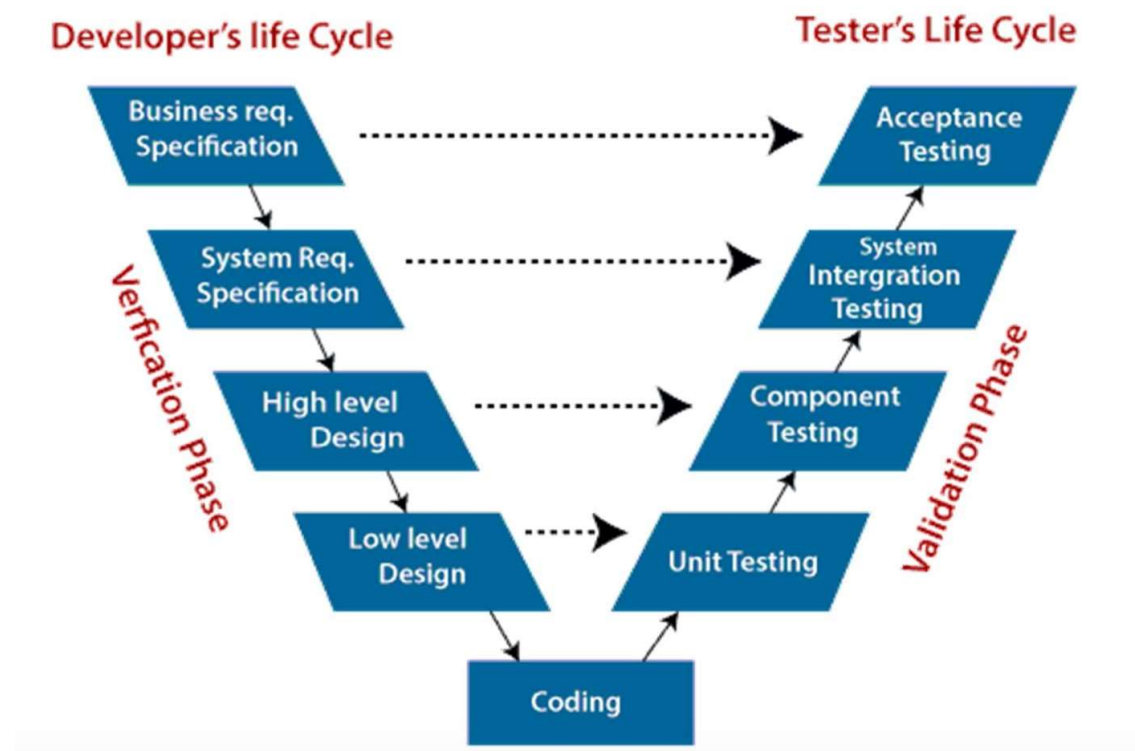 Developer's life Cycle
Tester's Life Cycle
Business req.
Specification
Acceptance
Testing
System Req.
Specification
System
Intergration
Testing
Verfication Phase
High level
Design
Component
Testing
Validation Phase
Low level
Design
Unit Testing
Coding